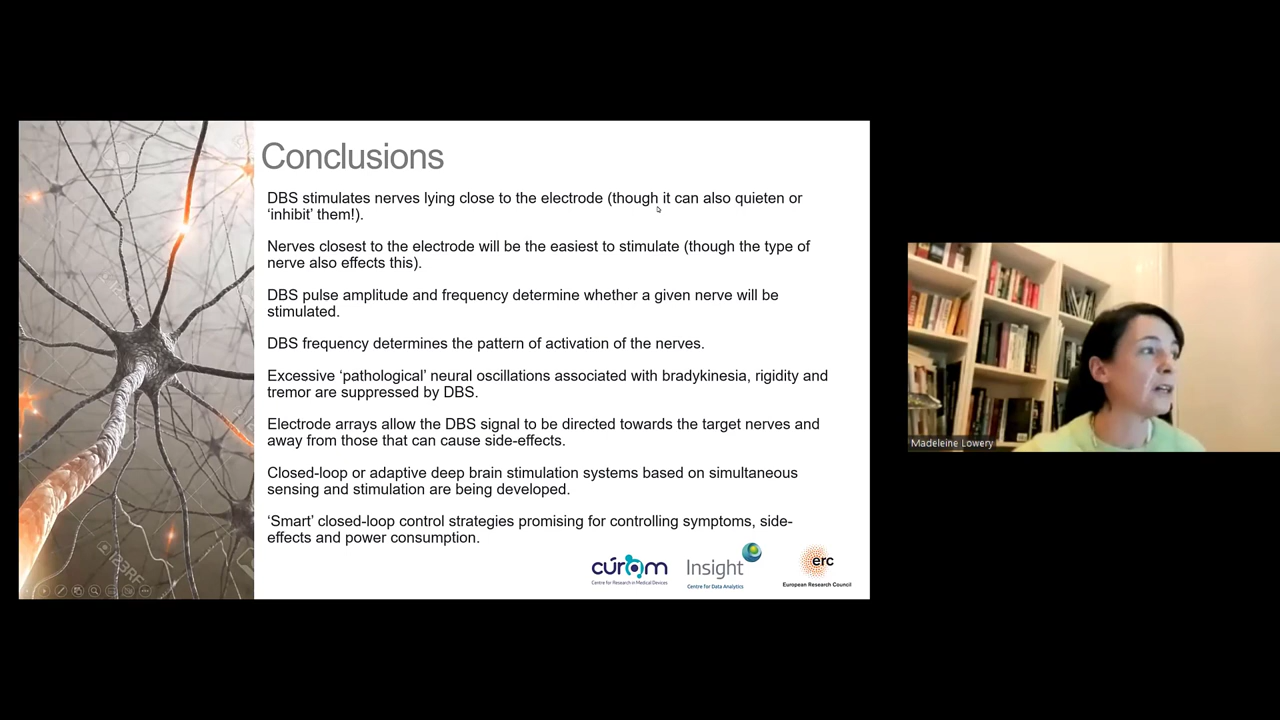 Conclusions
DBS stimulates nerves lying close to the electrode (though it can also quieten or
‘inhibit’ them!).
Nerves closest to the electrode will be the easiest to stimulate (though the type of
nerve also effects this).
DBS pulse amplitude and frequency determine whether a given nerve will be
stimulated.
DBS frequency determines the pattern of activation of the nerves.
Excessive ‘pathological’ neural oscillations associated with bradykinesia, rigidity and
tremor are suppressed by DBS.
Electrode arrays allow the DBS signal to be directed towards the target nerves and
away from those that can cause side-effects.
Closed-loop or adaptive deep brain stimulation systems based on simultaneous
sensing and stimulation are being developed.
‘Smart’ closed-loop control strategies promising for controlling symptoms, side-
effects and power consumption.
cúram
Centre for Research in Medical Devices
Insight
Centre for Data Analytics
erc
European Research Council
Madeleine Lowery